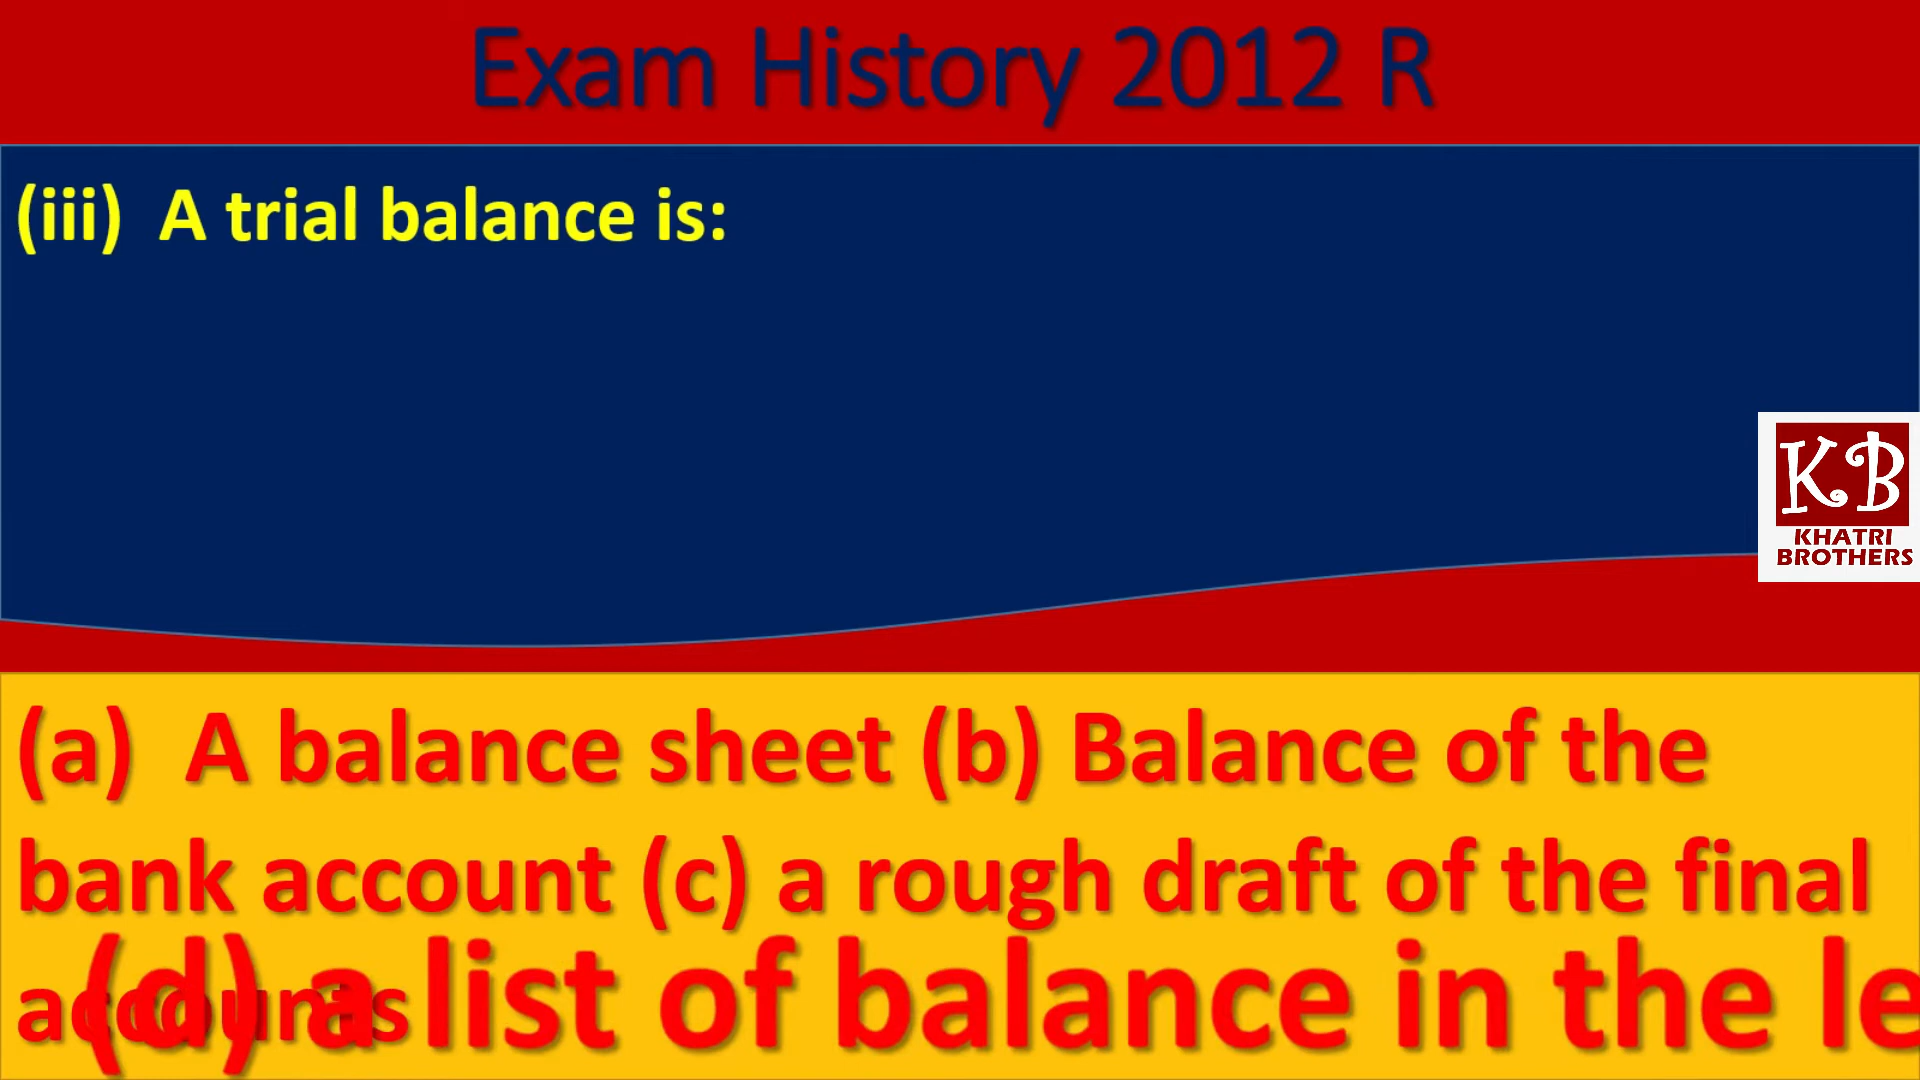 Exam History 2012 R
(iii) A trial balance is:
KB
KHATRI
BROTHERS
(a) A balance sheet (b) Balance of the
bank account (c) a rough draft of the final
accounts
(d) a list of balance in the le